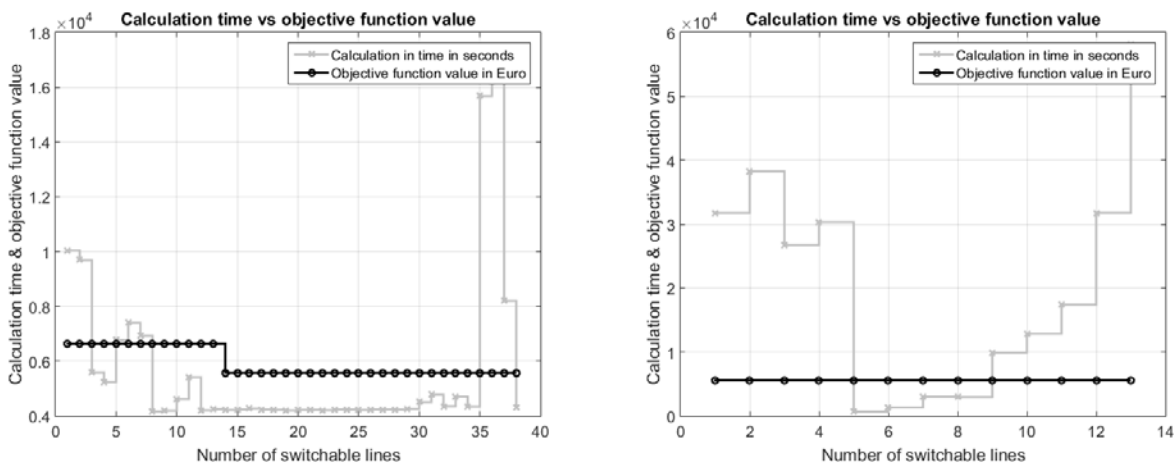 Calculation time vs objective function value
×10⁴
Calculation in time in seconds
Objective function value in Euro
Calculation time & objective function value
1.8
1.6
1.4
1.2
1
0.8
0.6
0.4
0 5 10 15 20 25 30 35 40
Number of switchable lines
Calculation time vs objective function value
×10⁴
Calculation in time in seconds
Objective function value in Euro
Calculation time & objective function value
6
5
4
3
2
1
0
0 2 4 6 8 10 12 14
Number of switchable lines